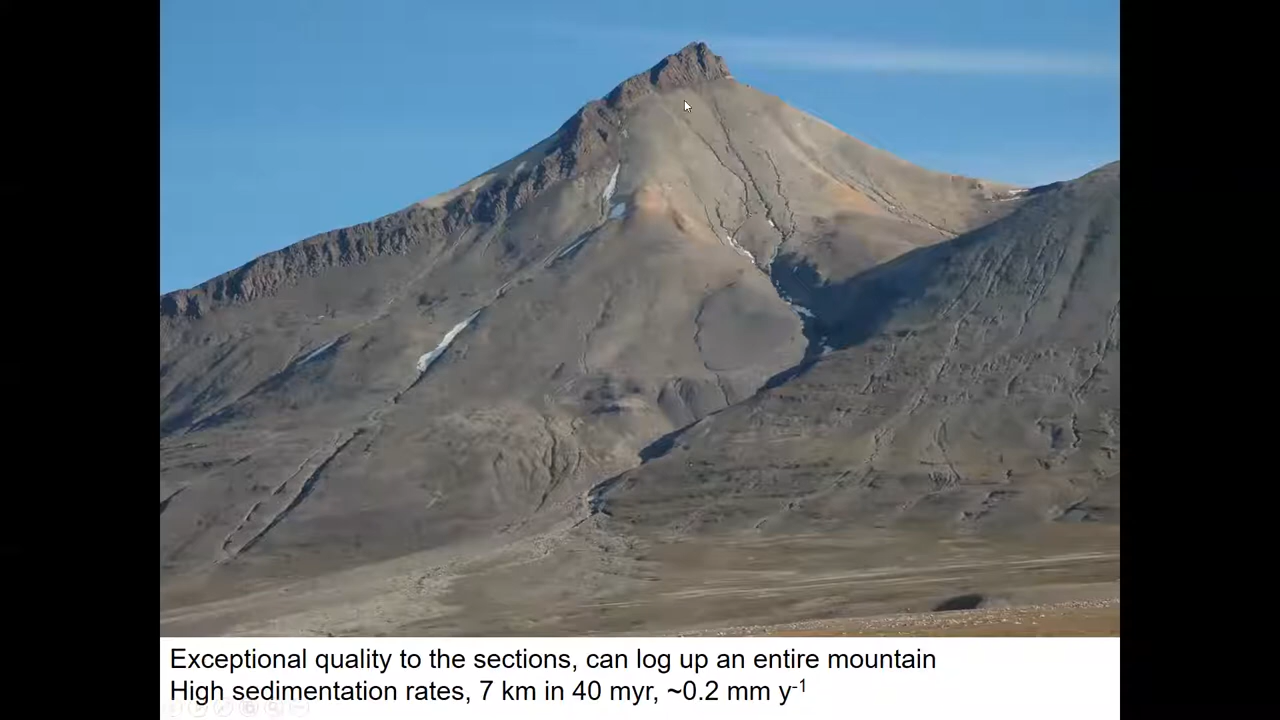 Exceptional quality to the sections, can log up an entire mountain
High sedimentation rates, 7 km in 40 myr, ~0.2 mm y⁻¹